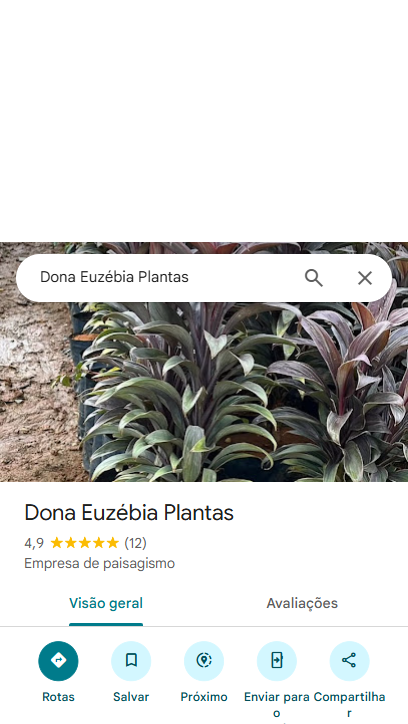 Dona Euzébia Plantas
Dona Euzébia Plantas
4,9 (12)
Empresa de paisagismo
Visão geral Avaliações
Rotas Salvar Próximo Enviar para o Compartilhar